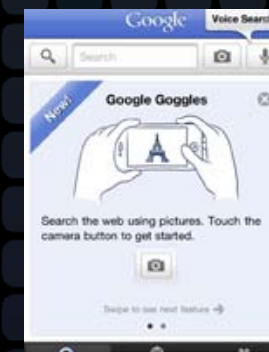 Google
Voice Search
Search
New!
Google Goggles
Search the web using pictures. Touch the
camera button to get started.
Swipe to see next feature